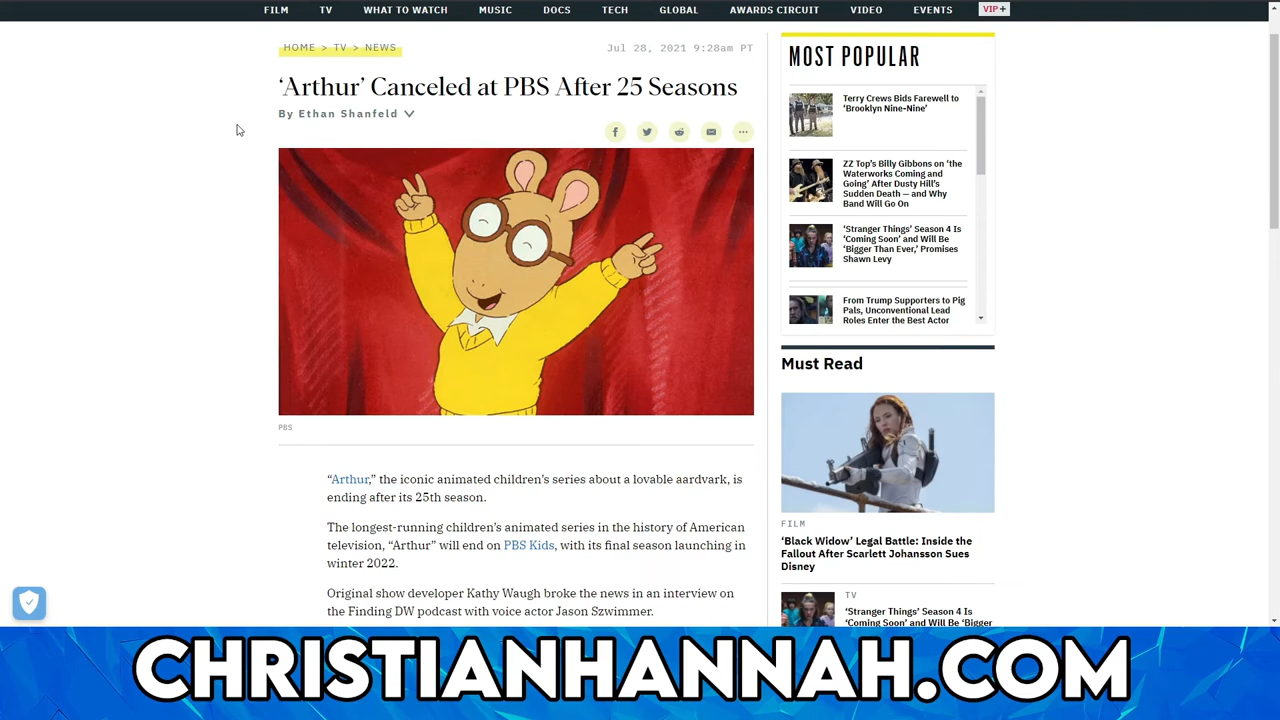 FILM TV WHAT TO WATCH MUSIC DOCS TECH GLOBAL AWARDS CIRCUIT VIDEO EVENTS VIP+
HOME > TV > NEWS
Jul 28, 2021 9:28am PT
‘Arthur’ Canceled at PBS After 25 Seasons
By Ethan Shanfeld
PBS
“Arthur,” the iconic animated children’s series about a lovable aardvark, is
ending after its 25th season.
The longest-running children’s animated series in the history of American
television, “Arthur” will end on PBS Kids, with its final season launching in
winter 2022.
Original show developer Kathy Waugh broke the news in an interview on
the Finding DW podcast with voice actor Jason Szwimmer.
MOST POPULAR
Terry Crews Bids Farewell to
‘Brooklyn Nine-Nine’
ZZ Top’s Billy Gibbons on ‘the
Waterworks Coming and
Going’ After Dusty Hill’s
Sudden Death — and Why
Band Will Go On
‘Stranger Things’ Season 4 Is
‘Coming Soon’ and Will Be
‘Bigger Than Ever,’ Promises
Shawn Levy
From Trump Supporters to Pig
Pals, Unconventional Lead
Roles Enter the Best Actor
Must Read
FILM
‘Black Widow’ Legal Battle: Inside the
Fallout After Scarlett Johansson Sues
Disney
TV
‘Stranger Things’ Season 4 Is
‘Coming Soon’ and Will Be ‘Bigger
CHRISTIANHANNAH.COM